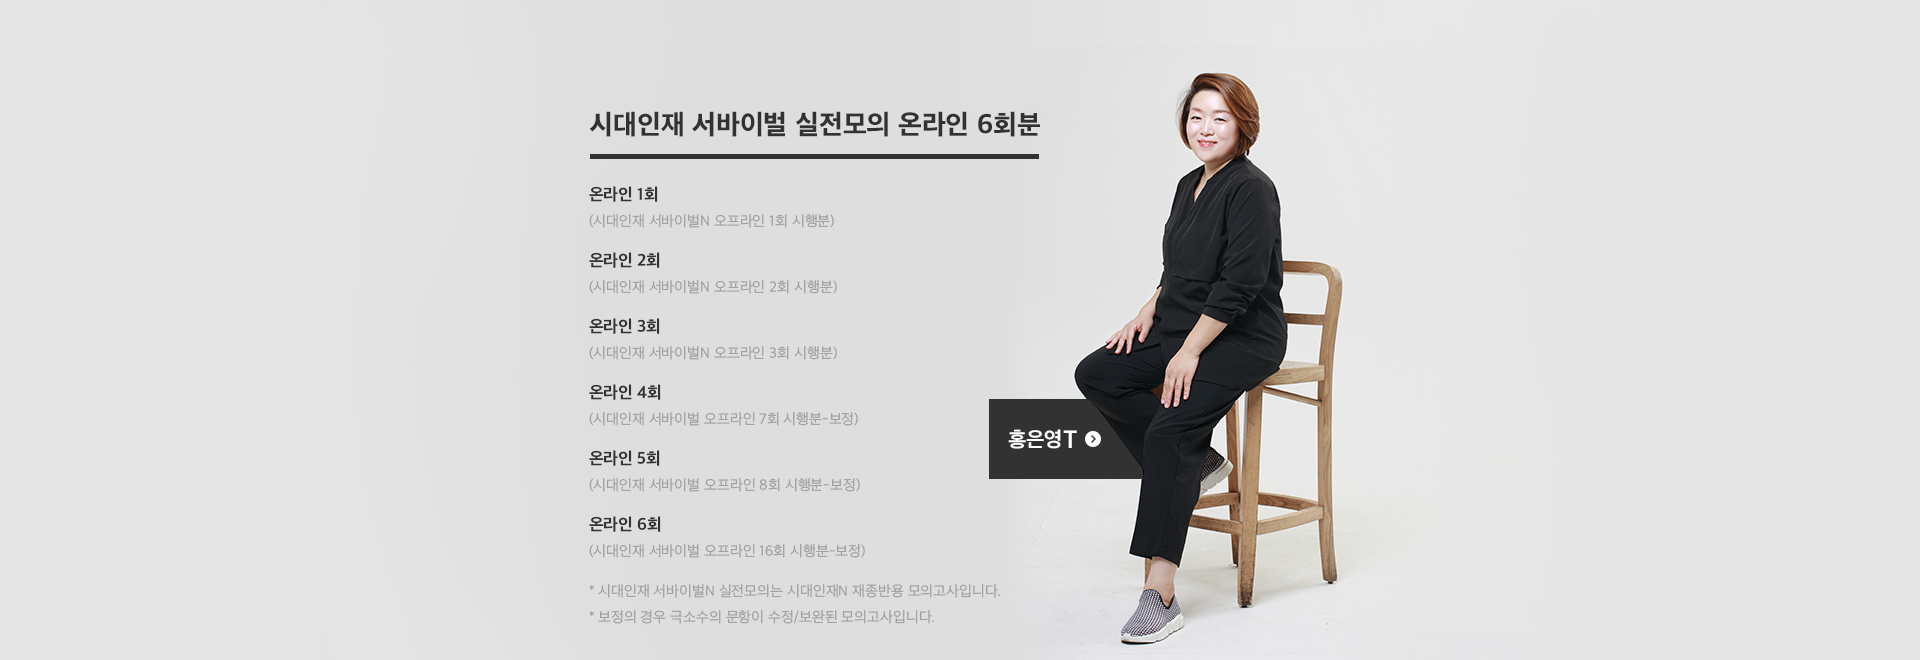 시대인재 서바이벌 실전모의 온라인 6회분
온라인 1회
(시대인재 서바이벌N 오프라인 1회 시행분)
온라인 2회
(시대인재 서바이벌N 오프라인 2회 시행분)
온라인 3회
(시대인재 서바이벌N 오프라인 3회 시행분)
온라인 4회
(시대인재 서바이벌 오프라인 7회 시행분-보정)
온라인 5회
(시대인재 서바이벌 오프라인 8회 시행분-보정)
온라인 6회
(시대인재 서바이벌 오프라인 16회 시행분-보정)
* 시대인재 서바이벌N 실전모의는 시대인재N 재종반용 모의고사입니다.
* 보정의 경우 극소수의 문항이 수정/보완된 모의고사입니다.
홍은영T